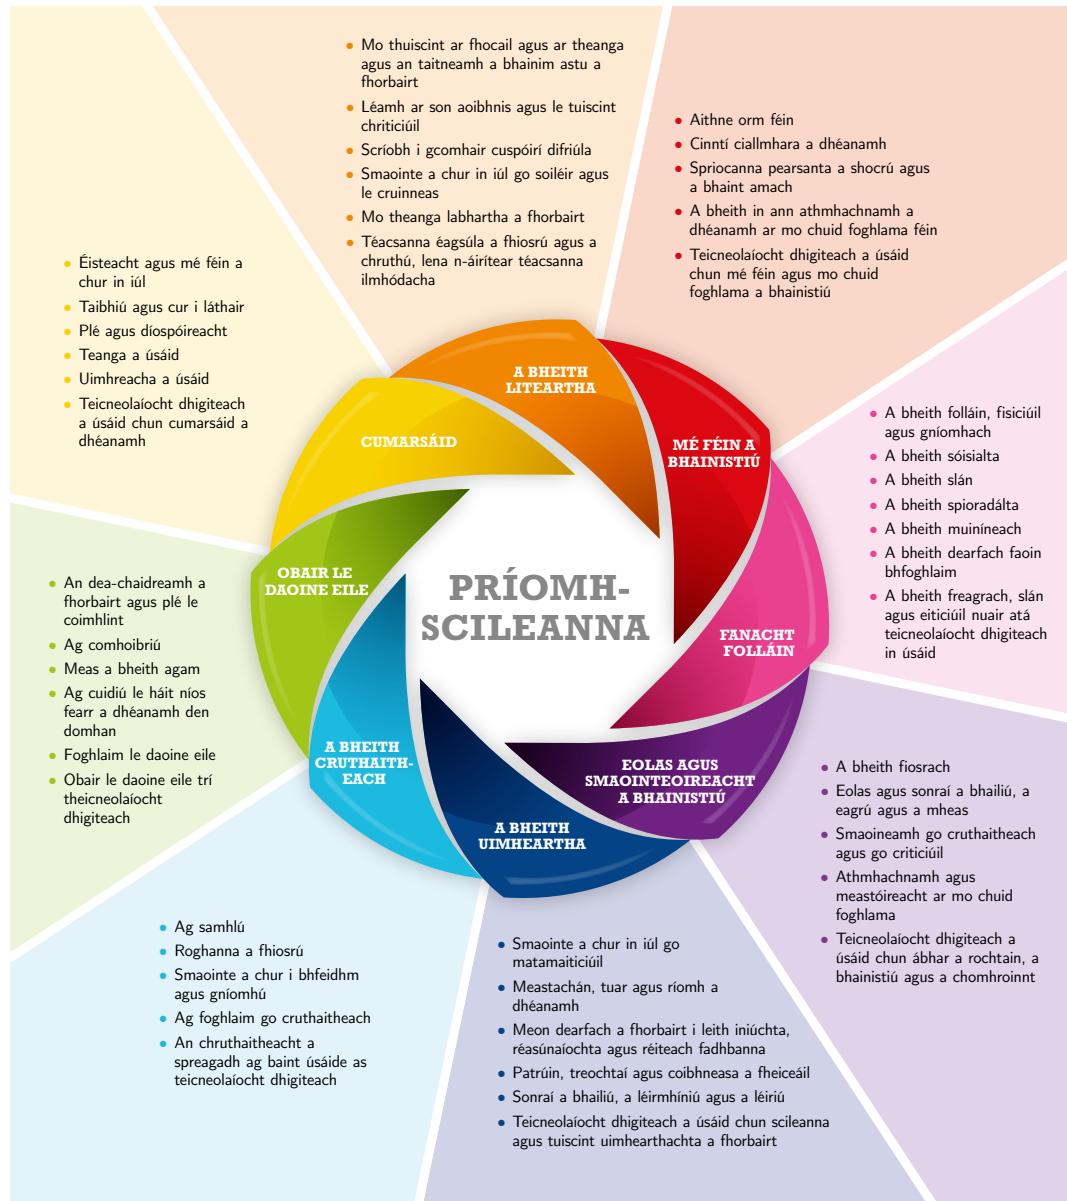 • Mo thuiscint ar fhocail agus ar theanga
agus an taitneamh a bhainim astu a
fhorbairt
• Léamh ar son aoibhnis agus le tuiscint
chriticiúil
• Scríobh i gcomhair cuspóirí difriúla
• Smaointe a chur in iúl go soiléir agus
le cruinneas
• Mo theanga labhartha a fhorbairt
• Téacsanna éagsúla a fhiosrú agus a
chruthú, lena n-áirítear téacsanna
ilmhódacha
• Aithne orm féin
• Cinntí ciallmhara a dhéanamh
• Spriocanna pearsanta a shocrú agus
a bhaint amach
• A bheith in ann athmhachnamh a
dhéanamh ar mo chuid foghlama féin
• Teicneolaíocht dhigiteach a úsáid
chun mé féin agus mo chuid
foghlama a bhainistiú
• Éisteacht agus mé féin a
chur in iúl
• Taibhiú agus cur i láthair
• Plé agus díospóireacht
• Teanga a úsáid
• Uimhreacha a úsáid
• Teicneolaíocht dhigiteach
a úsáid chun cumarsáid a
dhéanamh
A BHEITH
LITEARTHA
CUMARSÁID
MÉ FÉIN A
BHAINISTIÚ
• A bheith folláin, fisiciúil
agus gníomhach
• A bheith sóisialta
• A bheith slán
• A bheith spioradálta
• A bheith muiníneach
• A bheith dearfach faoin
bhfoghlaim
• A bheith freagrach, slán
agus eiticiúil nuair atá
teicneolaíocht dhigiteach
in úsáid
OBAIR LE
DAOINE EILE
PRÍOMH-
SCILEANNA
FANACHT
FOLLÁIN
• An dea-chaidreamh a
fhorbairt agus plé le
coimhlint
• Ag comhoibriú
• Meas a bheith agam
• Ag cuidiú le háit níos
fearr a dhéanamh den
domhan
• Foghlaim le daoine eile
• Obair le daoine eile trí
theicneolaíocht
dhigiteach
A BHEITH
CRUTHAITH-
EACH
A BHEITH
UIMHEARTHA
EOLAS AGUS
SMAOINTEOIREACHT
A BHAINISTIÚ
• A bheith fiosrach
• Eolas agus sonraí a bhailiú, a
eagrú agus a mheas
• Smaoineamh go cruthaitheach
agus go criticiúil
• Athmhachnamh agus
meastóireacht ar mo chuid
foghlama
• Teicneolaíocht dhigiteach a
úsáid chun ábhar a rochtain, a
bhainistiú agus a chomhroinnt
• Ag samhlú
• Roghanna a fhiosrú
• Smaointe a chur i bhfeidhm
agus gníomhú
• Ag foghlaim go cruthaitheach
• An chruthaitheacht a
spreagadh ag baint úsáide as
teicneolaíocht dhigiteach
• Smaointe a chur in iúl go
matamaiticiúil
• Meastachán, tuar agus ríomh a
dhéanamh
• Meon dearfach a fhorbairt i leith iniúchta,
réasúnaíochta agus réiteach fadhbanna
• Patrúin, treochtaí agus coibhneasa a fheiceáil
• Sonraí a bhailiú, a léirmhíniú agus a léiriú
• Teicneolaíocht dhigiteach a úsáid chun scileanna
agus tuiscint uimhearthachta a fhorbairt